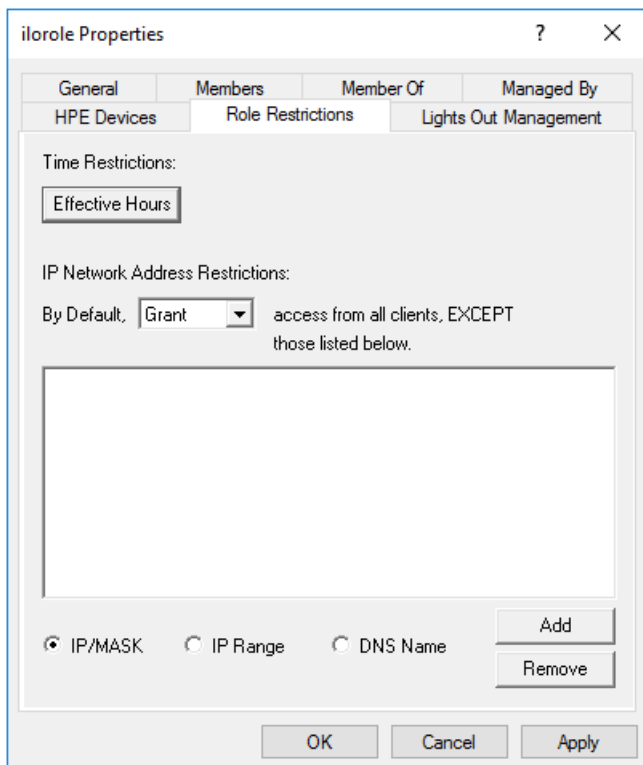 ilorole Properties ?
General Members Member Of Managed By
HPE Devices Role Restrictions Lights Out Management
Time Restrictions:
Effective Hours
IP Network Address Restrictions:
By Default, Grant access from all clients, EXCEPT
those listed below.
IP/MASK IP Range DNS Name
Add
Remove
OK Cancel Apply